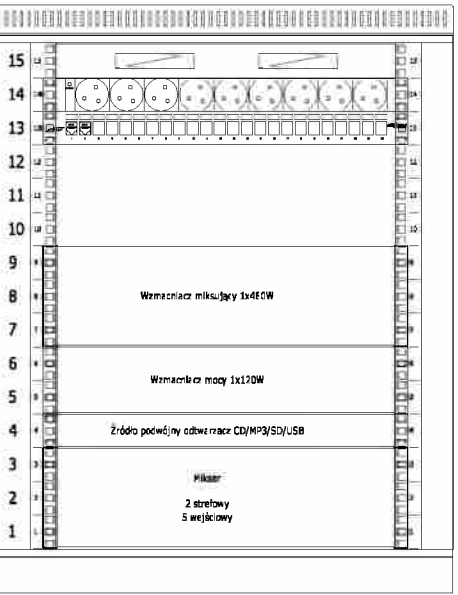 15
14
13
12
11
10
9
8
Wzmacniacz miksujący 1x480W
7
6
Wzmacniacz mocy 1x120W
5
4
Źródło podwójny odtwarzacz CD/MP3/SD/USB
3
Mikser
2
2 strefowy
5 wejściowy
1